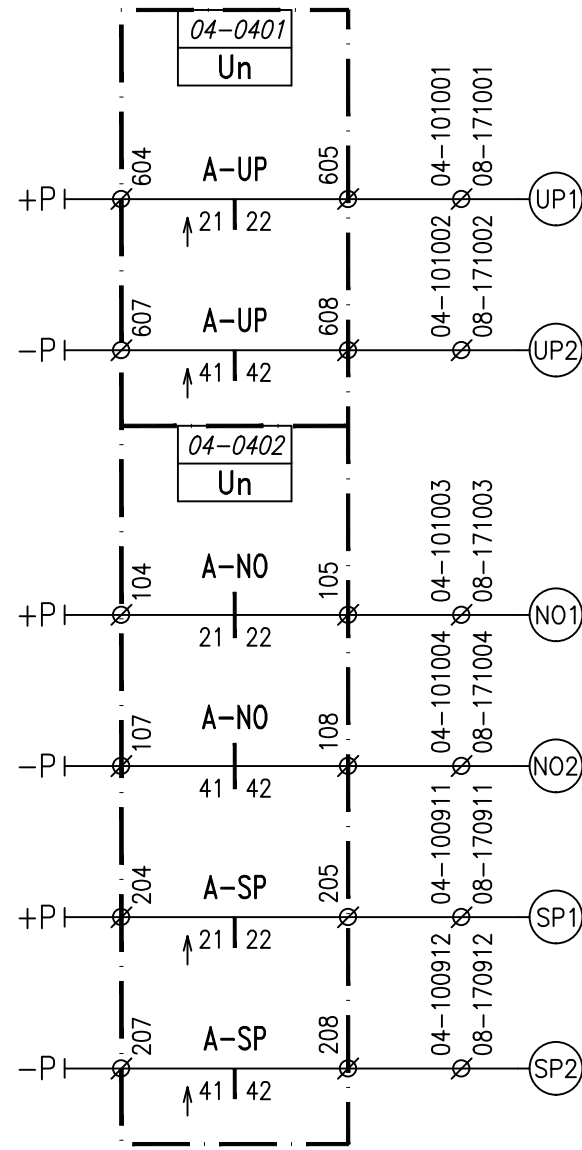 04-0401
Un
604
A-UP
605
04-101001
08-171001
+P
21
22
UP1
607
A-UP
608
04-101002
08-171002
-P
41
42
UP2
04-0402
Un
104
A-NO
105
04-101003
08-171003
+P
21
22
NO1
107
A-NO
108
04-101004
08-171004
-P
41
42
NO2
204
A-SP
205
04-100911
08-170911
+P
21
22
SP1
207
A-SP
208
04-100912
08-170912
-P
41
42
SP2